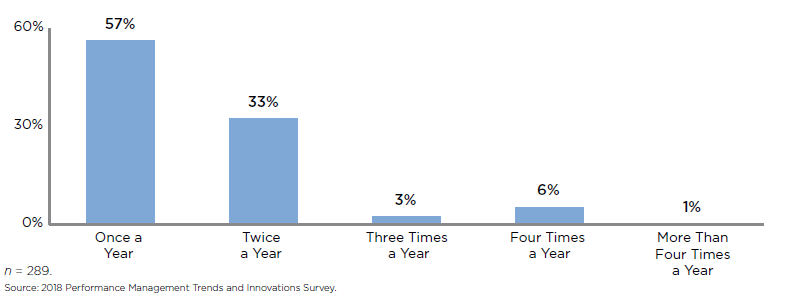 60%
57%
33%
30%
3%
6%
1%
0%
Once a
Year
Twice
a Year
Three Times
a Year
Four Times
a Year
More Than
Four Times
a Year
n = 289.
Source: 2018 Performance Management Trends and Innovations Survey.